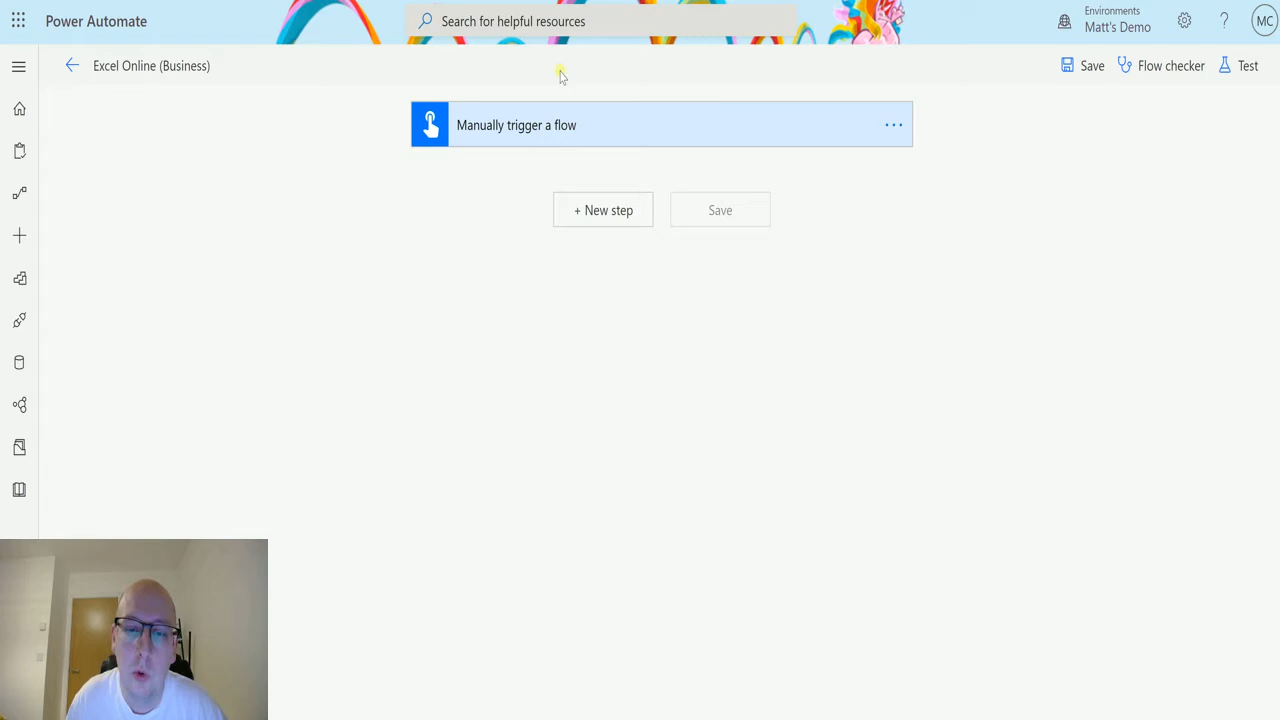 Power Automate
Search for helpful resources
Environments
Matt's Demo
?
MC
Excel Online (Business)
Save
Flow checker
Test
Manually trigger a flow
...
+ New step
Save